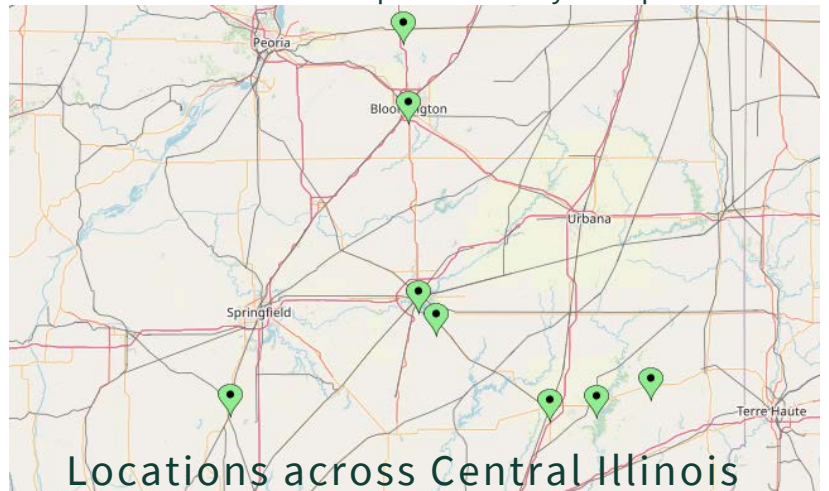 Peoria
Bloomington
Urbana
Springfield
Terre Haute
Locations across Central Illinois